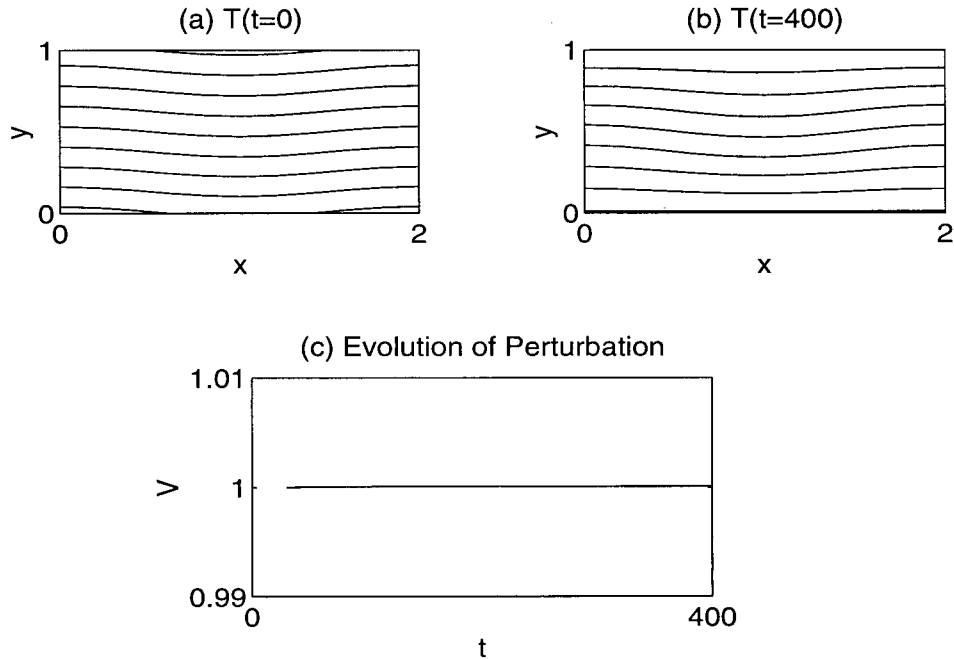 (a) T(t=0)
1
y
0
0
2
x
(b) T(t=400)
1
y
0
0
2
x
(c) Evolution of Perturbation
1.01
V
1
0.99
0
400
t